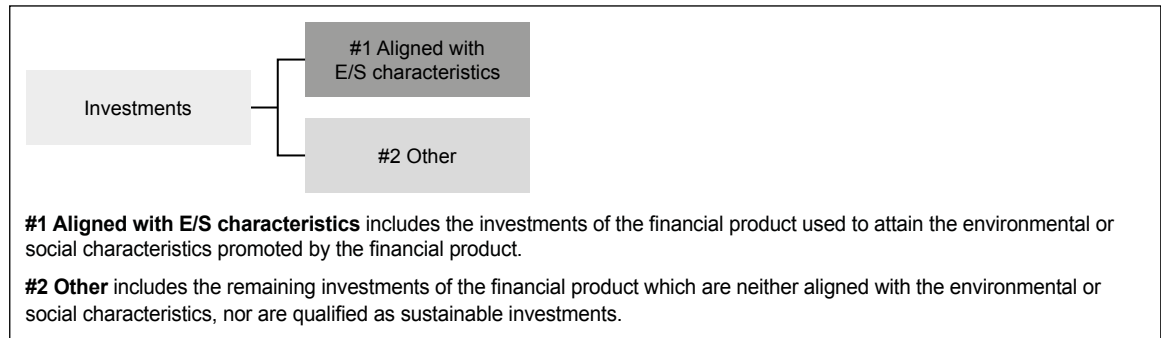 #1 Aligned with
E/S characteristics
Investments
#2 Other
#1 Aligned with E/S characteristics includes the investments of the financial product used to attain the environmental or
social characteristics promoted by the financial product.
#2 Other includes the remaining investments of the financial product which are neither aligned with the environmental or
social characteristics, nor are qualified as sustainable investments.